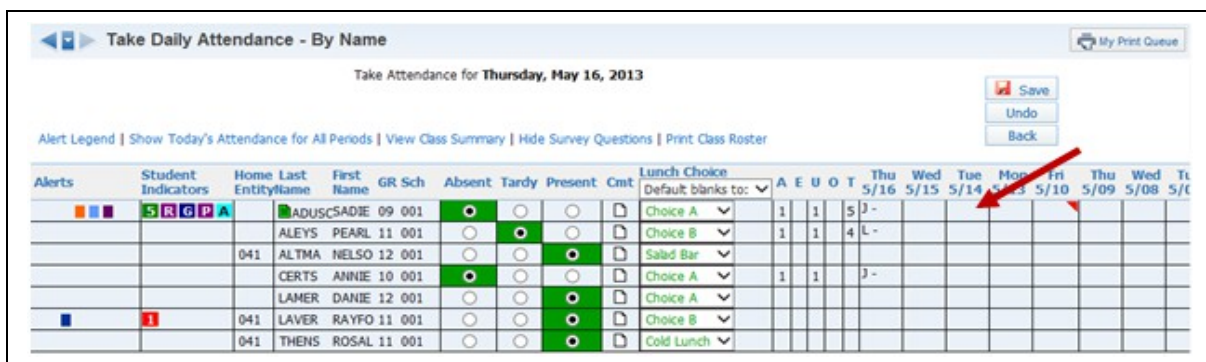 Take Daily Attendance - By Name
My Print Queue
Take Attendance for Thursday, May 16, 2013
Save
Undo
Back
Alert Legend | Show Today's Attendance for All Periods | View Class Summary | Hide Survey Questions | Print Class Roster
Alerts Student Indicators Home Entity Last Name First Name GR Sch Absent Tardy Present Cmt Lunch Choice Default blanks to: A E U O T Thu 5/16 Wed 5/15 Tue 5/14 Mon 5/13 Fri 5/10 Thu 5/09 Wed 5/08
S R G P A ADUSC SADIE 09 001 Choice A 1 1 5 J -
ALEYS PEARL 11 001 Choice B 1 1 4 L -
041 ALTMA NELSO 12 001 Salad Bar
CERTS ANNIE 10 001 Choice A 1 1 J -
LAMER DANIE 12 001 Choice A
1 041 LAVER RAYFO 11 001 Choice B
041 THENS ROSAL 11 001 Cold Lunch